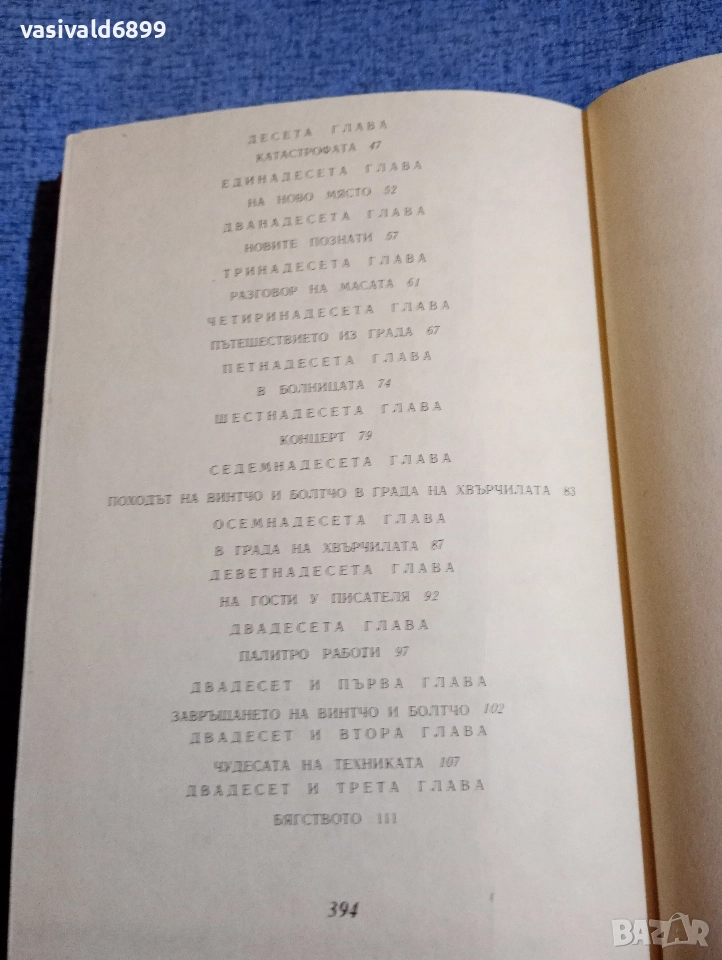 vasivald6899
ДЕСЕТА ГЛАВА
КАТАСТРОФАТА 47
ЕДИНАДЕСЕТА ГЛАВА
НА НОВО МЯСТО 52
ДВАНАДЕСЕТА ГЛАВА
НОВИТЕ ПОЗНАТИ 57
ТРИНАДЕСЕТА ГЛАВА
РАЗГОВОР НА МАСАТА 61
ЧЕТИРИНАДЕСЕТА ГЛАВА
ПЪТЕШЕСТВИЕТО ИЗ ГРАДА 67
ПЕТНАДЕСЕТА ГЛАВА
В БОЛНИЦАТА 74
ШЕСТНАДЕСЕТА ГЛАВА
КОНЦЕРТ 79
СЕДЕМНАДЕСЕТА ГЛАВА
ПОХОДЪТ НА ВИНТЧО И БОЛТЧО В ГРАДА НА ХВЪРЧИЛАТА 83
ОСЕМНАДЕСЕТА ГЛАВА
В ГРАДА НА ХВЪРЧИЛАТА 87
ДЕВЕТНАДЕСЕТА ГЛАВА
НА ГОСТИ У ПИСАТЕЛЯ 92
ДВАДЕСЕТА ГЛАВА
ПАЛИТРО РАБОТИ 97
ДВАДЕСЕТ И ПЪРВА ГЛАВА
ЗАВРЪЩАНЕТО НА ВИНТЧО И БОЛТЧО 102
ДВАДЕСЕТ И ВТОРА ГЛАВА
ЧУДЕСАТА НА ТЕХНИКАТА 107
ДВАДЕСЕТ И ТРЕТА ГЛАВА
БЯГСТВОТО 111
394
BAZAR